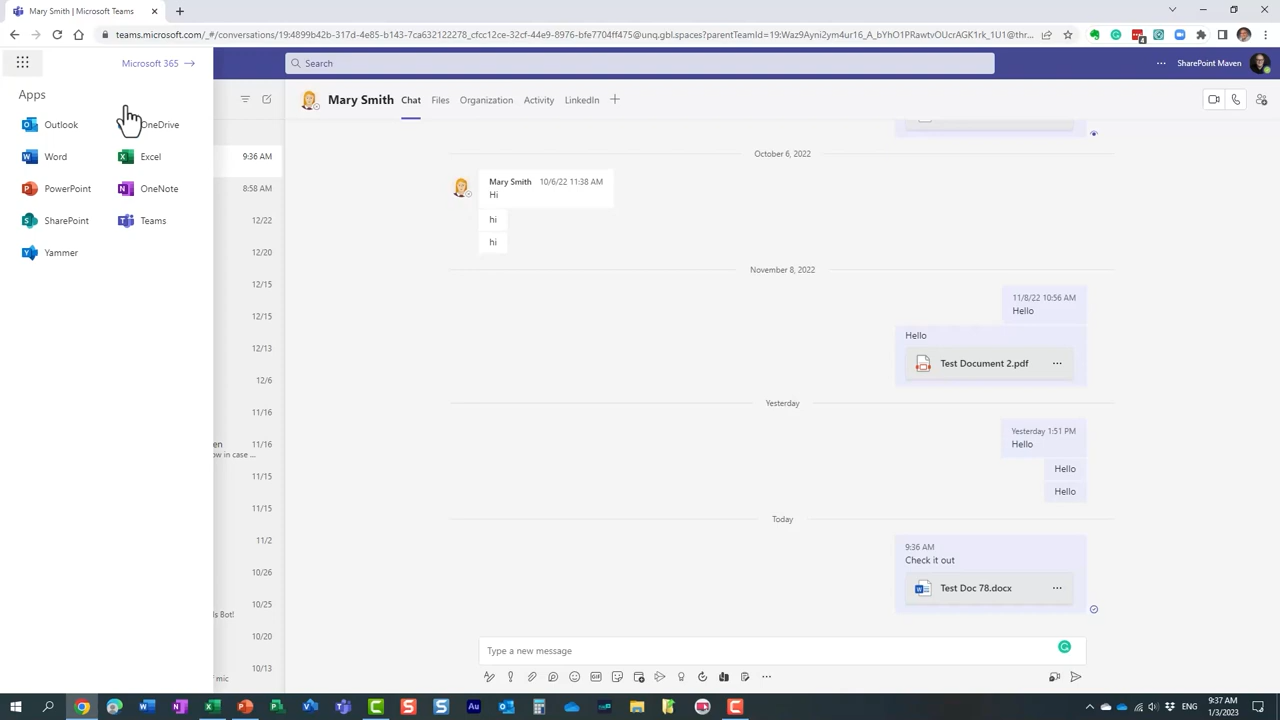 Mary Smith | Microsoft Teams
teams.microsoft.com/_#/conversations/19:4899b42b-317d-4e85-b143-7ca632122278_cfcc12ce-32cf-44e9-8976-bfe7704ff475@unq.gbl.spaces?parentTeamId=19:Waz9Ayni2ym4ur16_A_bYhO1PRawtvOUcrAGK1rk_1U1@thr...
Microsoft 365 →
Search
SharePoint Maven
Apps
Outlook
OneDrive
Word
Excel
PowerPoint
OneNote
SharePoint
Teams
Yammer
9:36 AM
8:58 AM
12/22
12/20
12/15
12/15
12/13
12/6
11/16
en 11/16
ow in case ...
11/15
11/15
11/2
10/26
10/25
ls Bot!
10/20
10/13
f mic
Mary Smith Chat Files Organization Activity LinkedIn
October 6, 2022
Mary Smith 10/6/22 11:38 AM
Hi
hi
hi
November 8, 2022
11/8/22 10:56 AM
Hello
Hello
Test Document 2.pdf
Yesterday
Yesterday 1:51 PM
Hello
Hello
Hello
Today
9:36 AM
Check it out
Test Doc 78.docx
Type a new message
9:37 AM
1/3/2023